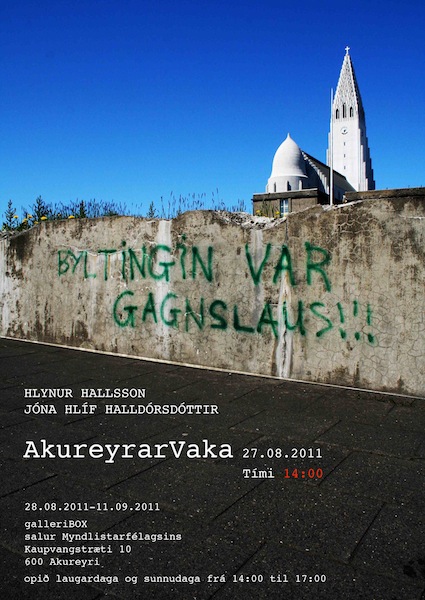 BYLTINGIN VAR
GAGNSLAUS!!!
HLYNUR HALLSSON
JÓNA HLÍF HALLDÓRSDÓTTIR
AkureyrarVaka 27.08.2011
Tími 14:00
28.08.2011-11.09.2011
galleriBOX
salur Myndlistarfélagsins
Kaupvangstræti 10
600 Akureyri
opið laugardaga og sunnudaga frá 14:00 til 17:00